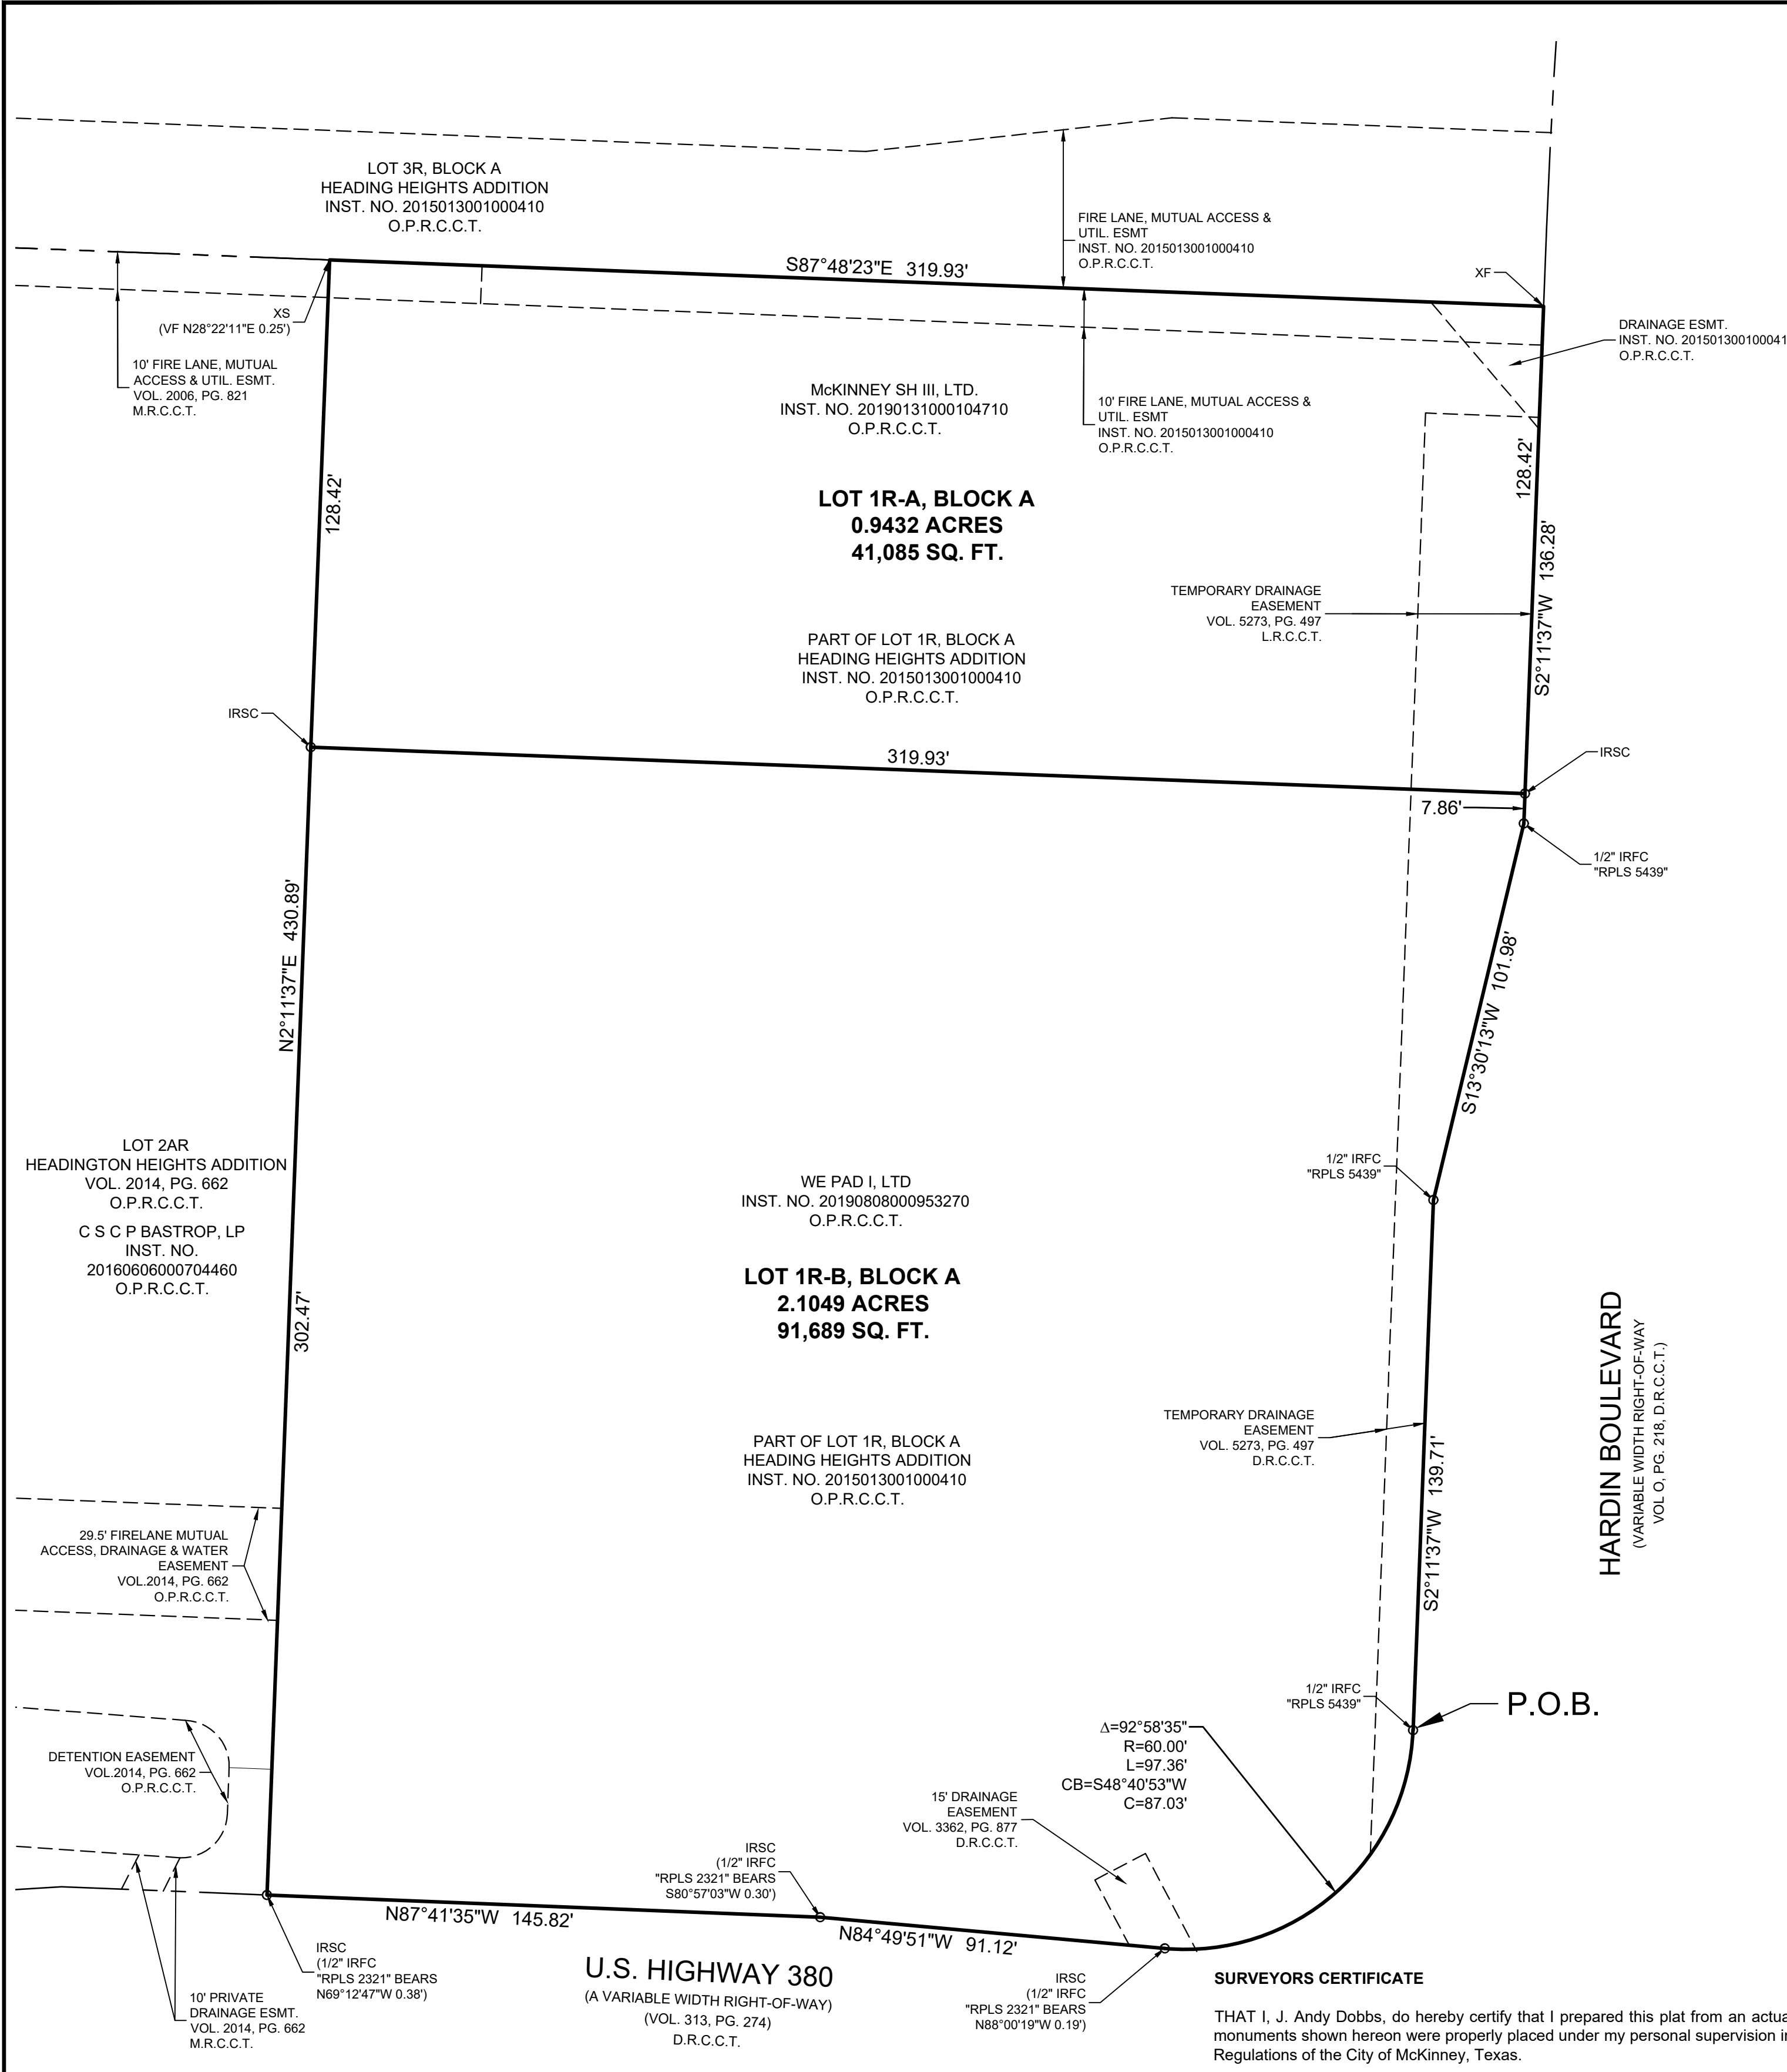 LOT 3R, BLOCK A
HEADING HEIGHTS ADDITION
INST. NO. 2015013001000410
O.P.R.C.C.T.
FIRE LANE, MUTUAL ACCESS &
UTIL. ESMT
INST. NO. 2015013001000410
O.P.R.C.C.T.
S87°48'23"E 319.93'
XF
XS
(VF N28°22'11"E 0.25')
DRAINAGE ESMT.
INST. NO. 201501300100041
O.P.R.C.C.T.
10' FIRE LANE, MUTUAL
ACCESS & UTIL. ESMT.
VOL. 2006, PG. 821
M.R.C.C.T.
McKINNEY SH III, LTD.
INST. NO. 20190131000104710
O.P.R.C.C.T.
10' FIRE LANE, MUTUAL ACCESS &
UTIL. ESMT
INST. NO. 2015013001000410
O.P.R.C.C.T.
128.42'
128.42'
LOT 1R-A, BLOCK A
0.9432 ACRES
41,085 SQ. FT.
S2°11'37"W 136.28'
TEMPORARY DRAINAGE
EASEMENT
VOL. 5273, PG. 497
L.R.C.C.T.
PART OF LOT 1R, BLOCK A
HEADING HEIGHTS ADDITION
INST. NO. 2015013001000410
O.P.R.C.C.T.
IRSC
319.93'
IRSC
7.86'
1/2" IRFC
"RPLS 5439"
N2°11'37"E 430.89'
S13°30'13"W 101.98'
LOT 2AR
HEADINGTON HEIGHTS ADDITION
VOL. 2014, PG. 662
O.P.R.C.C.T.
C S C P BASTROP, LP
INST. NO.
20160606000704460
O.P.R.C.C.T.
1/2" IRFC
"RPLS 5439"
WE PAD I, LTD
INST. NO. 20190808000953270
O.P.R.C.C.T.
LOT 1R-B, BLOCK A
2.1049 ACRES
91,689 SQ. FT.
302.47'
HARDIN BOULEVARD
(VARIABLE WIDTH RIGHT-OF-WAY
VOL O, PG. 218, D.R.C.C.T.)
TEMPORARY DRAINAGE
EASEMENT
VOL. 5273, PG. 497
D.R.C.C.T.
PART OF LOT 1R, BLOCK A
HEADING HEIGHTS ADDITION
INST. NO. 2015013001000410
O.P.R.C.C.T.
S2°11'37"W 139.71'
29.5' FIRELANE MUTUAL
ACCESS, DRAINAGE & WATER
EASEMENT
VOL.2014, PG. 662
O.P.R.C.C.T.
1/2" IRFC
"RPLS 5439"
P.O.B.
DETENTION EASEMENT
VOL.2014, PG. 662
O.P.R.C.C.T.
Δ=92°58'35"
R=60.00'
L=97.36'
CB=S48°40'53"W
C=87.03'
15' DRAINAGE
EASEMENT
VOL. 3362, PG. 877
D.R.C.C.T.
IRSC
(1/2" IRFC
"RPLS 2321" BEARS
S80°57'03"W 0.30')
N87°41'35"W 145.82'
N84°49'51"W 91.12'
IRSC
(1/2" IRFC
"RPLS 2321" BEARS
N69°12'47"W 0.38')
U.S. HIGHWAY 380
(A VARIABLE WIDTH RIGHT-OF-WAY)
(VOL. 313, PG. 274)
D.R.C.C.T.
IRSC
(1/2" IRFC
"RPLS 2321" BEARS
N88°00'19"W 0.19')
10' PRIVATE
DRAINAGE ESMT.
VOL. 2014, PG. 662
M.R.C.C.T.
SURVEYORS CERTIFICATE
THAT I, J. Andy Dobbs, do hereby certify that I prepared this plat from an actua
monuments shown hereon were properly placed under my personal supervision i
Regulations of the City of McKinney, Texas.